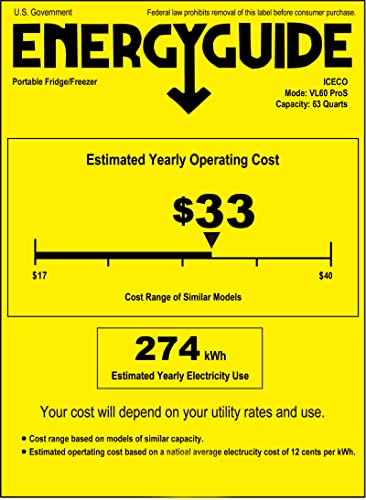 U.S. Government
Federal law prohibits removal of this label before consumer purchase.
ENERGYGUIDE
Portable Fridge/Freezer
ICECO
Mode: VL60 ProS
Capacity: 63 Quarts
Estimated Yearly Operating Cost
$33
$17
$40
Cost Range of Similar Models
274 kWh
Estimated Yearly Electricity Use
Your cost will depend on your utility rates and use.
• Cost range based on models of similar capacity.
• Estimated opertating cost based on a natioal average electrucity cost of 12 cents per kWh.